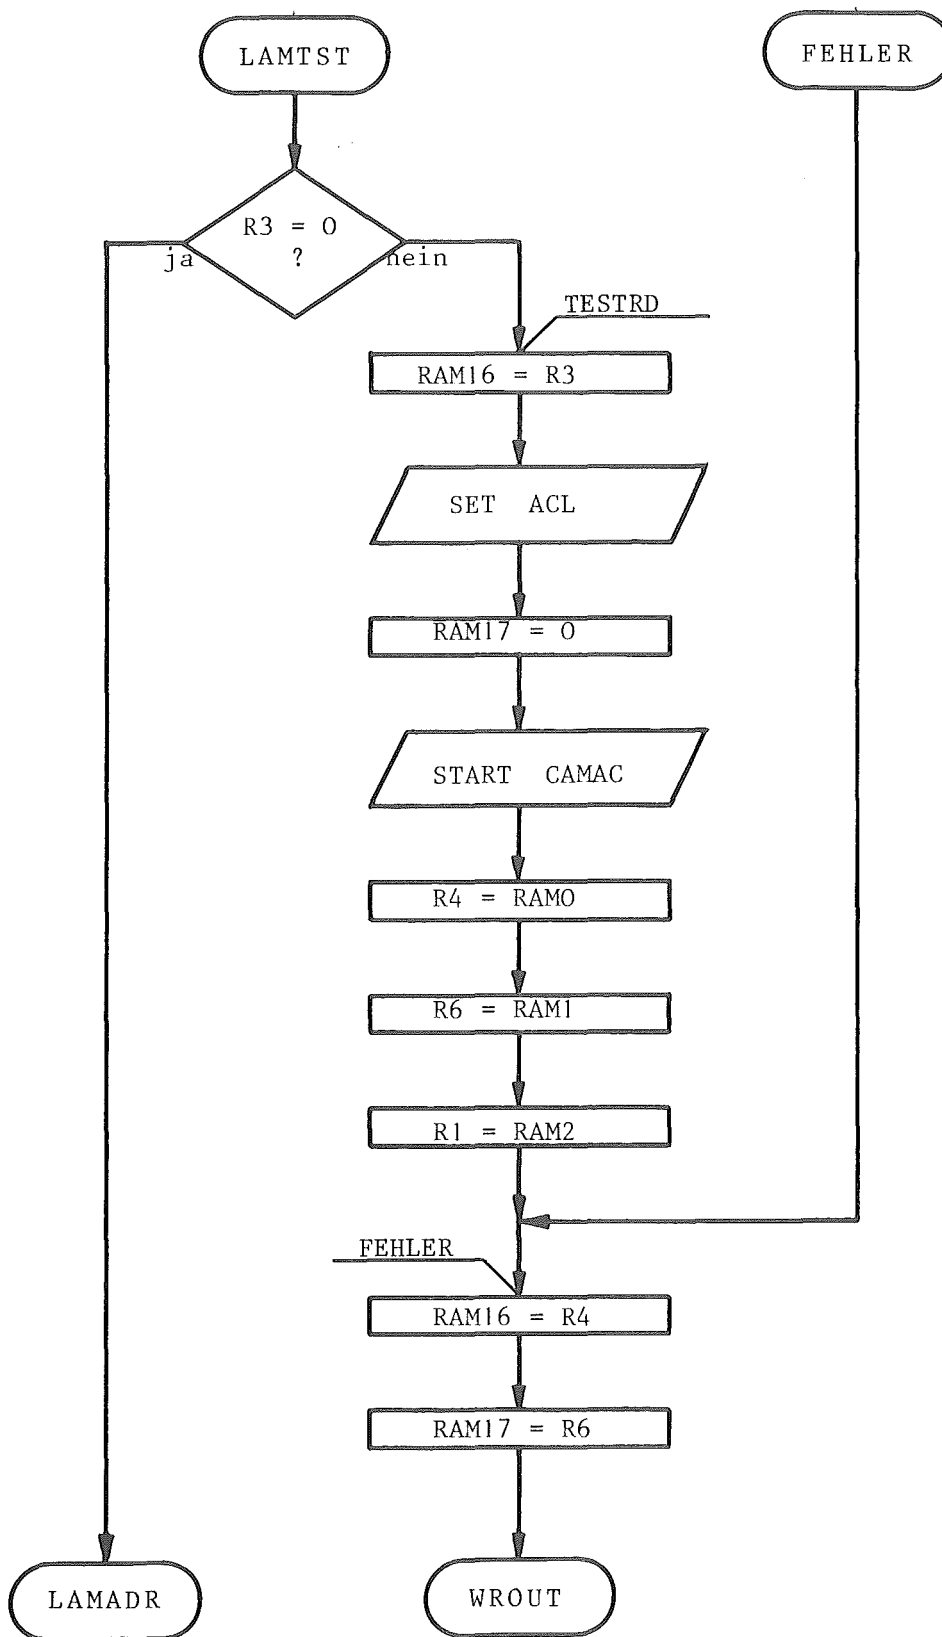 LAMTST
FEHLER
R3 = 0
?
ja
nein
TESTRD
RAM16 = R3
SET ACL
RAM17 = 0
START CAMAC
R4 = RAM0
R6 = RAM1
R1 = RAM2
FEHLER
RAM16 = R4
RAM17 = R6
LAMADR
WROUT